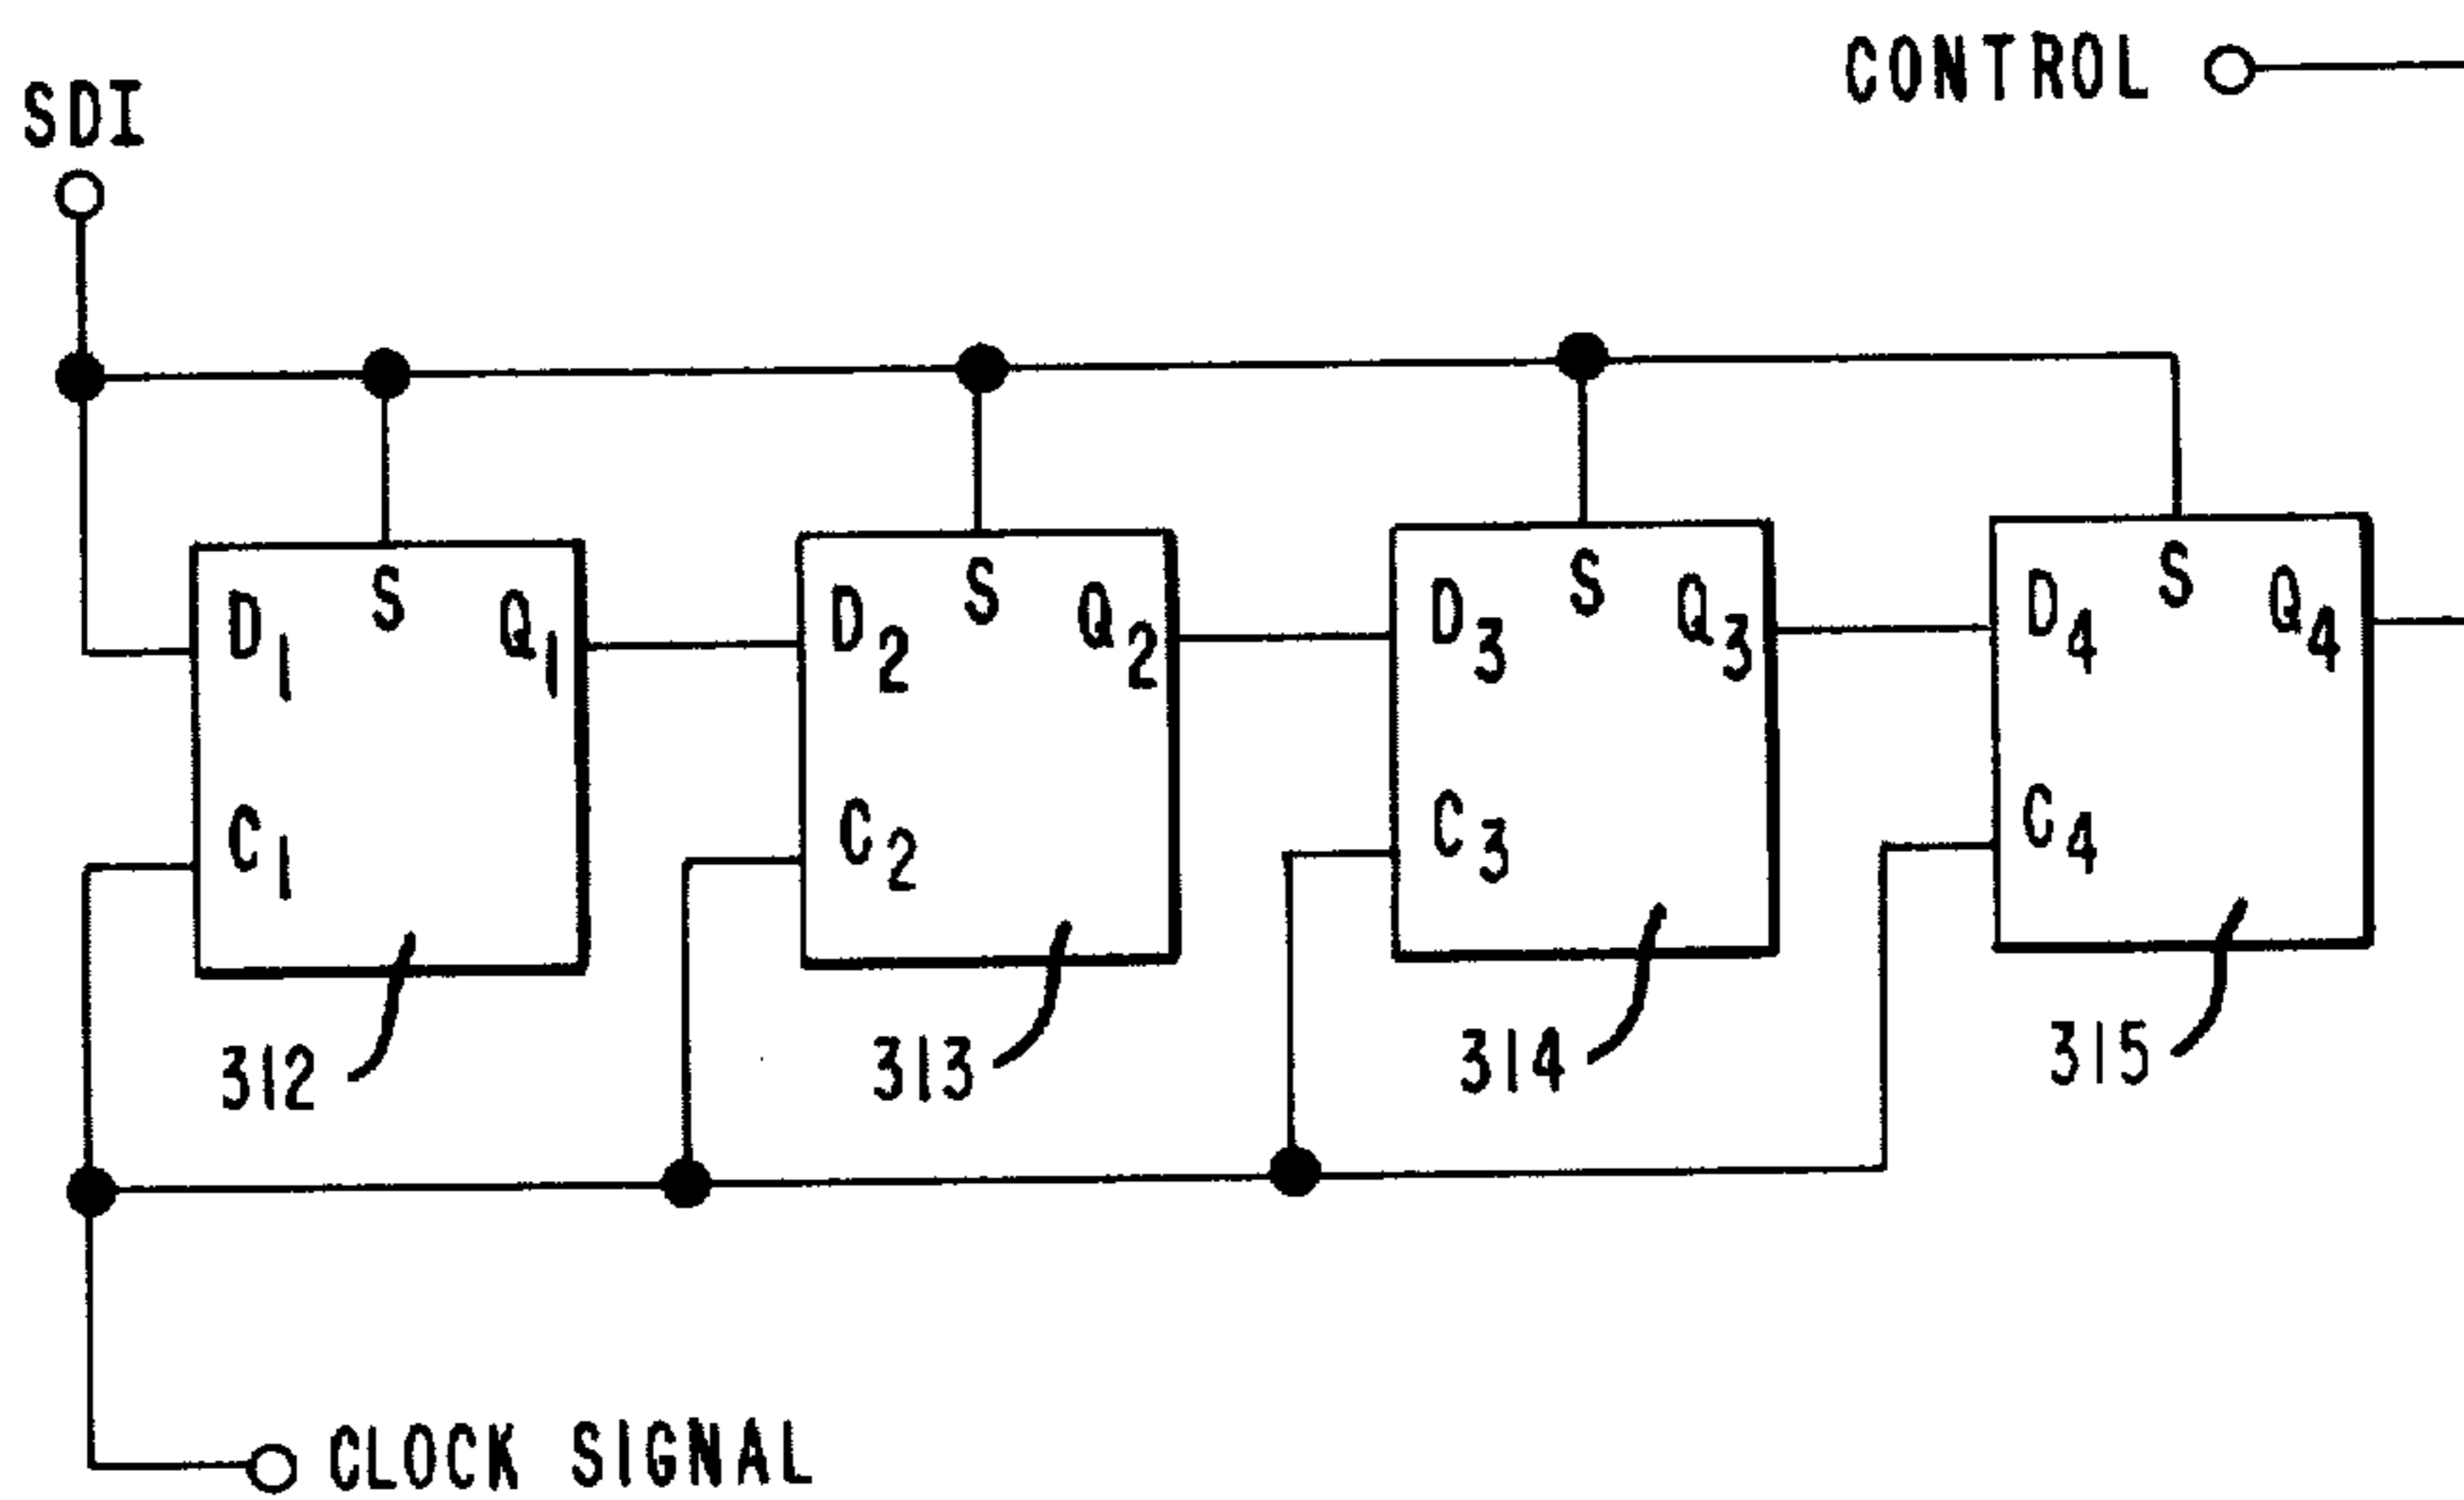 CONTROL
SDI
D1 S Q1
D2 S Q2
D3 S Q3
D4 S Q4
C1
C2
C3
C4
312
313
314
315
CLOCK SIGNAL